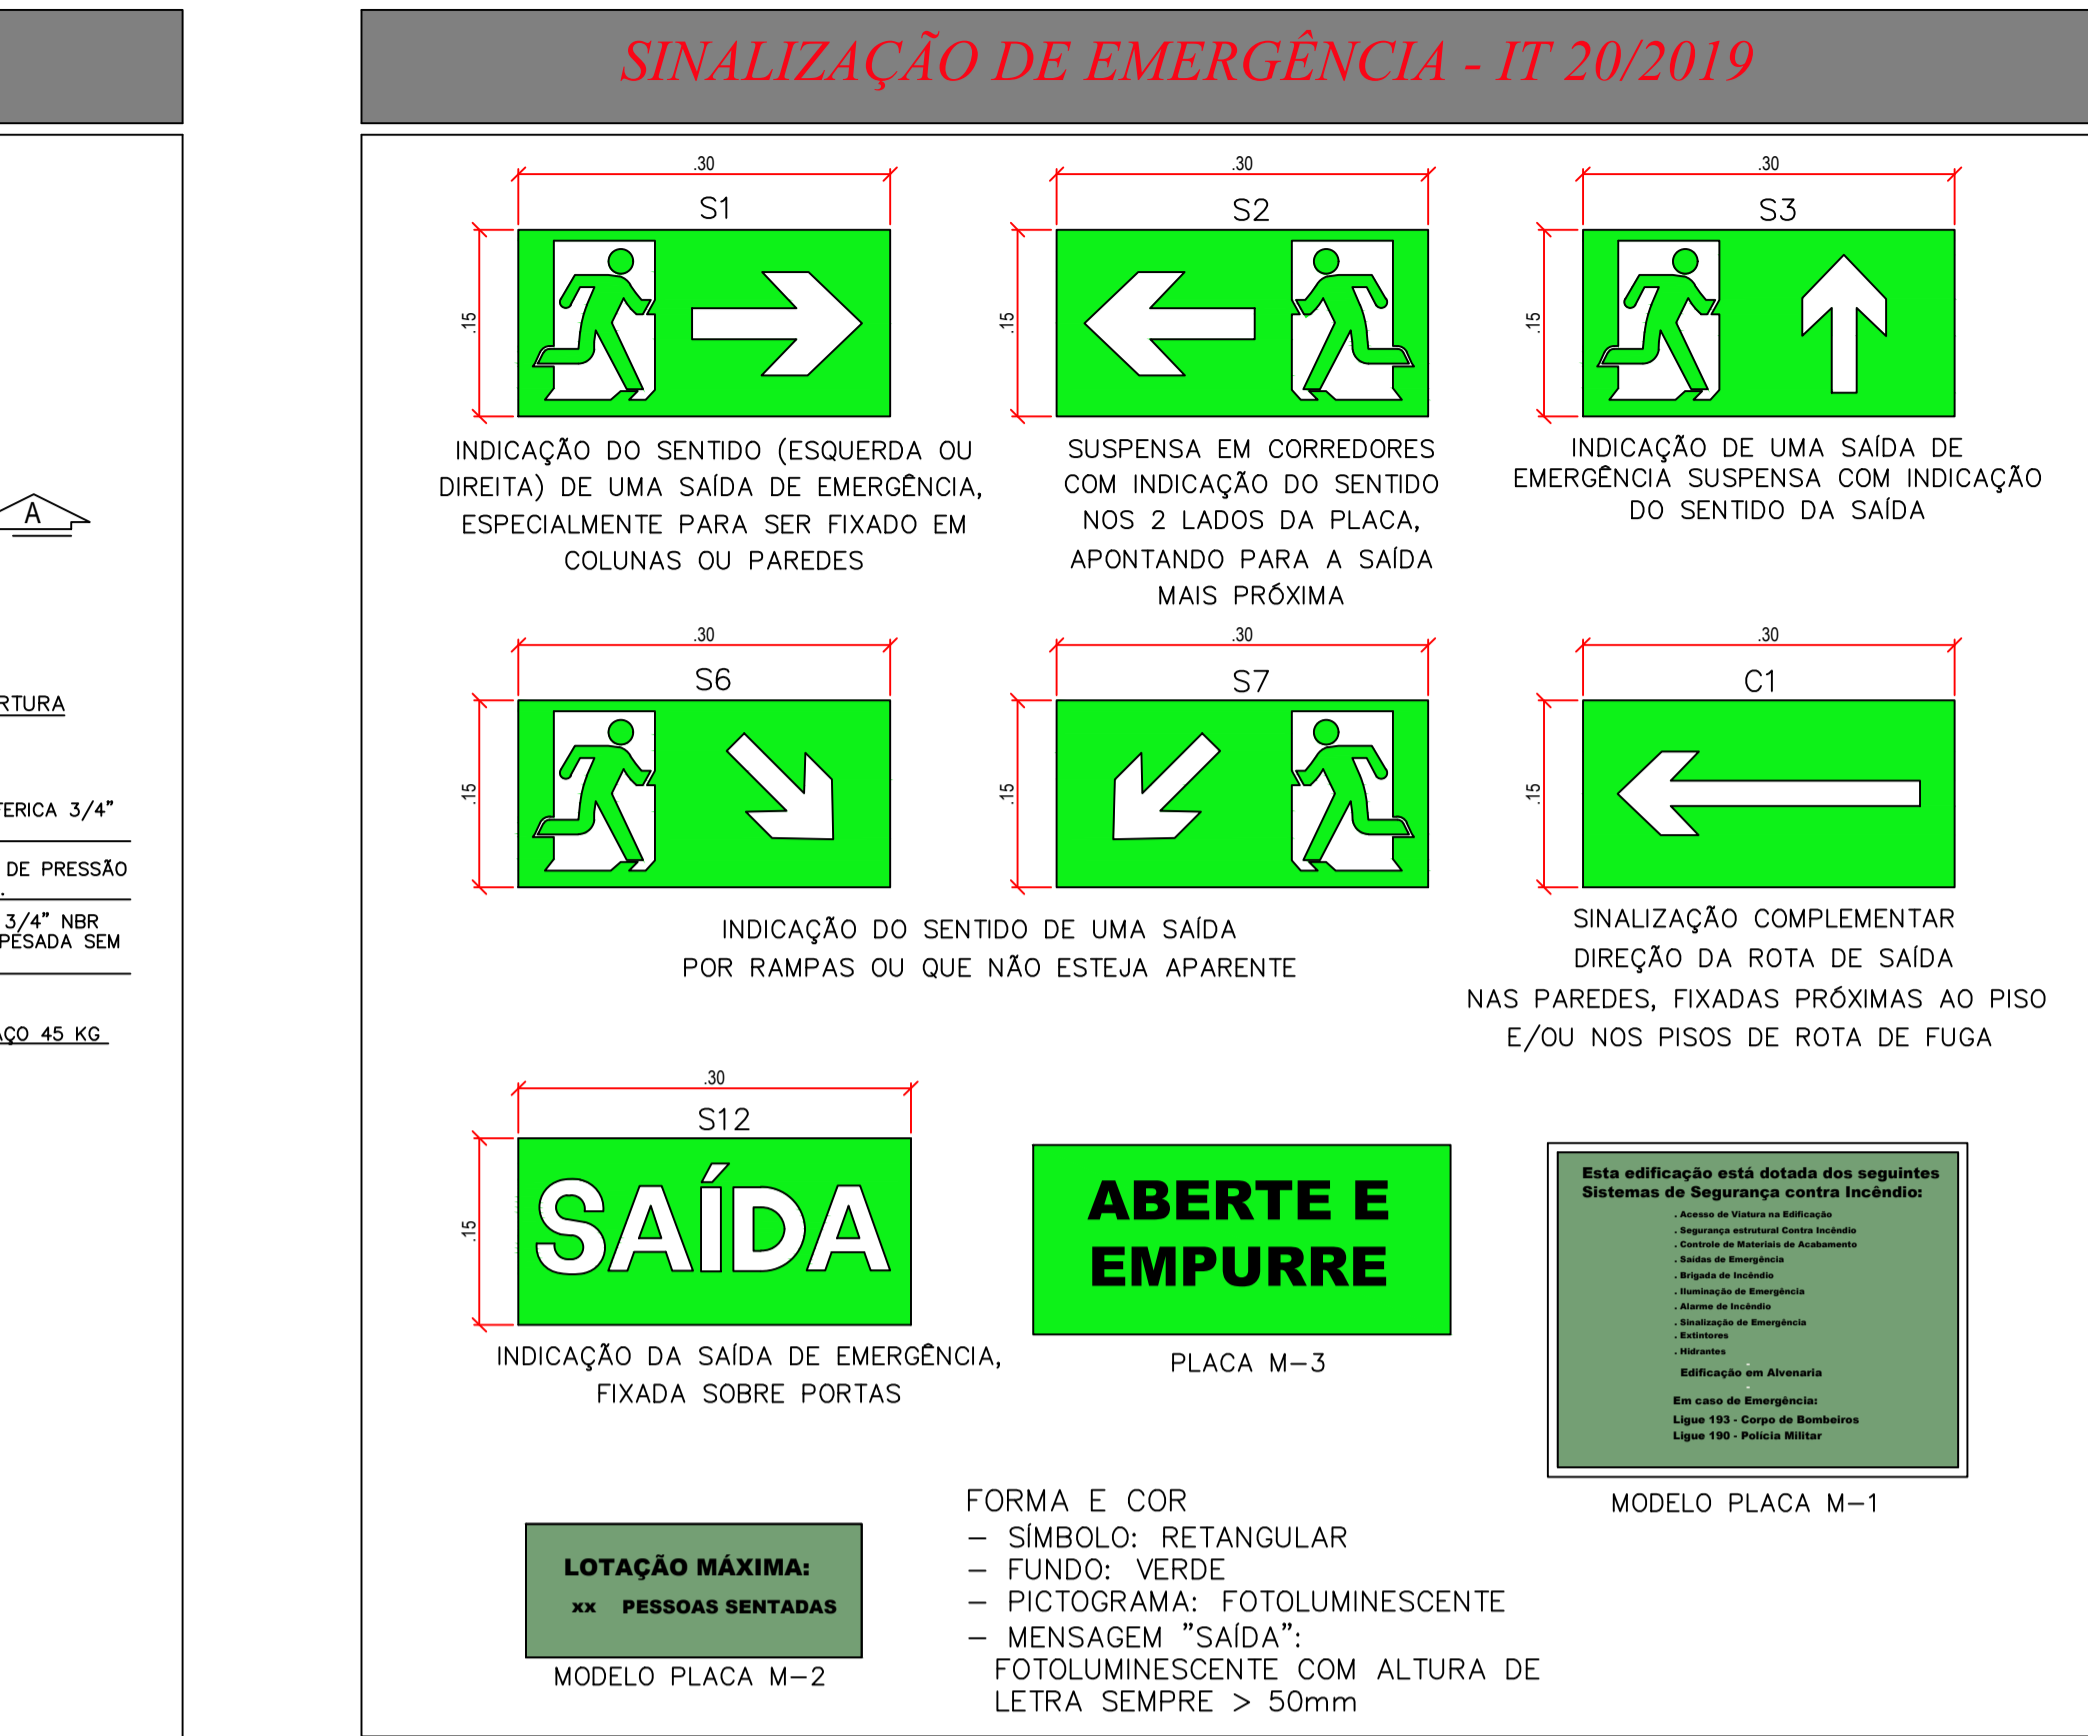 SINALIZAÇÃO DE EMERGÊNCIA - IT 20/2019
A
RTURA
FERICA 3/4"
DE PRESSÃO
.
3/4" NBR
PESADA SEM
AÇO 45 KG
.30
S1
.15
INDICAÇÃO DO SENTIDO (ESQUERDA OU
DIREITA) DE UMA SAÍDA DE EMERGÊNCIA,
ESPECIALMENTE PARA SER FIXADO EM
COLUNAS OU PAREDES
.30
S2
.15
SUSPENSA EM CORREDORES
COM INDICAÇÃO DO SENTIDO
NOS 2 LADOS DA PLACA,
APONTANDO PARA A SAÍDA
MAIS PRÓXIMA
.30
S3
.15
INDICAÇÃO DE UMA SAÍDA DE
EMERGÊNCIA SUSPENSA COM INDICAÇÃO
DO SENTIDO DA SAÍDA
.30
S6
.15
.30
S7
.15
INDICAÇÃO DO SENTIDO DE UMA SAÍDA
POR RAMPAS OU QUE NÃO ESTEJA APARENTE
.30
C1
.15
SINALIZAÇÃO COMPLEMENTAR
DIREÇÃO DA ROTA DE SAÍDA
NAS PAREDES, FIXADAS PRÓXIMAS AO PISO
E/OU NOS PISOS DE ROTA DE FUGA
.30
S12
.15
SAÍDA
INDICAÇÃO DA SAÍDA DE EMERGÊNCIA,
FIXADA SOBRE PORTAS
ABERTE E
EMPURRE
PLACA M-3
Esta edificação está dotada dos seguintes
Sistemas de Segurança contra Incêndio:
. Acesso de Viatura na Edificação
. Segurança estrutural Contra Incêndio
. Controle de Materiais de Acabamento
. Saídas de Emergência
. Brigada de Incêndio
. Iluminação de Emergência
. Alarme de Incêndio
. Sinalização de Emergência
. Extintores
. Hidrantes
Edificação em Alvenaria
Em caso de Emergência:
Ligue 193 - Corpo de Bombeiros
Ligue 190 - Polícia Militar
MODELO PLACA M-1
LOTAÇÃO MÁXIMA:
xx PESSOAS SENTADAS
MODELO PLACA M-2
FORMA E COR
- SÍMBOLO: RETANGULAR
- FUNDO: VERDE
- PICTOGRAMA: FOTOLUMINESCENTE
- MENSAGEM "SAÍDA":
FOTOLUMINESCENTE COM ALTURA DE
LETRA SEMPRE > 50mm